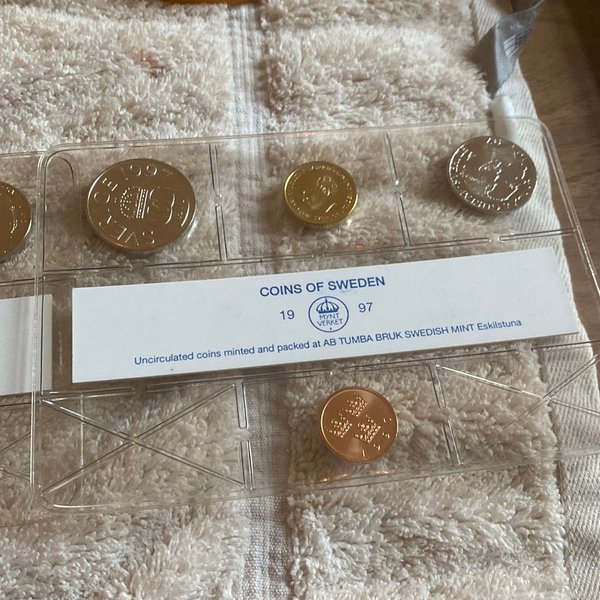 COINS OF SWEDEN
19 MYNT VERKET 97
Uncirculated coins minted and packed at AB TUMBA BRUK SWEDISH MINT Eskilstuna